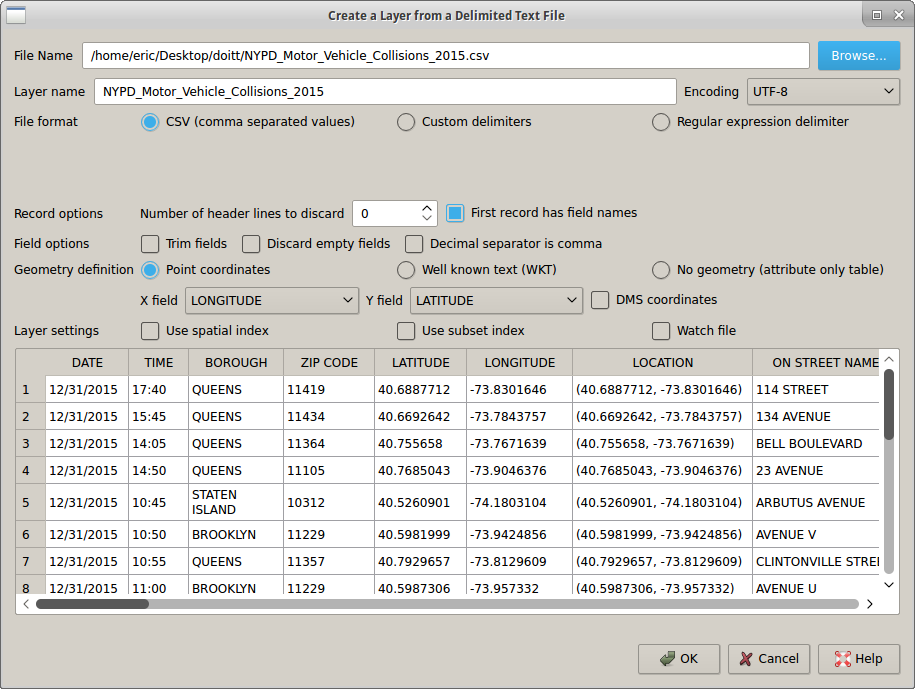 Create a Layer from a Delimited Text File
File Name /home/eric/Desktop/doitt/NYPD_Motor_Vehicle_Collisions_2015.csv Browse...
Layer name NYPD_Motor_Vehicle_Collisions_2015 Encoding UTF-8
File format CSV (comma separated values) Custom delimiters Regular expression delimiter
Record options Number of header lines to discard 0 First record has field names
Field options Trim fields Discard empty fields Decimal separator is comma
Geometry definition Point coordinates Well known text (WKT) No geometry (attribute only table)
X field LONGITUDE Y field LATITUDE DMS coordinates
Layer settings Use spatial index Use subset index Watch file
DATE TIME BOROUGH ZIP CODE LATITUDE LONGITUDE LOCATION ON STREET NAME
1 12/31/2015 17:40 QUEENS 11419 40.6887712 -73.8301646 (40.6887712, -73.8301646) 114 STREET
2 12/31/2015 15:45 QUEENS 11434 40.6692642 -73.7843757 (40.6692642, -73.7843757) 134 AVENUE
3 12/31/2015 14:05 QUEENS 11364 40.755658 -73.7671639 (40.755658, -73.7671639) BELL BOULEVARD
4 12/31/2015 14:50 QUEENS 11105 40.7685043 -73.9046376 (40.7685043, -73.9046376) 23 AVENUE
5 12/31/2015 10:45 STATEN ISLAND 10312 40.5260901 -74.1803104 (40.5260901, -74.1803104) ARBUTUS AVENUE
6 12/31/2015 10:50 BROOKLYN 11229 40.5981999 -73.9424856 (40.5981999, -73.9424856) AVENUE V
7 12/31/2015 10:55 QUEENS 11357 40.7929657 -73.8129609 (40.7929657, -73.8129609) CLINTONVILLE STREI
8 12/31/2015 11:00 BROOKLYN 11229 40.5987306 -73.957332 (40.5987306, -73.957332) AVENUE U
OK Cancel Help